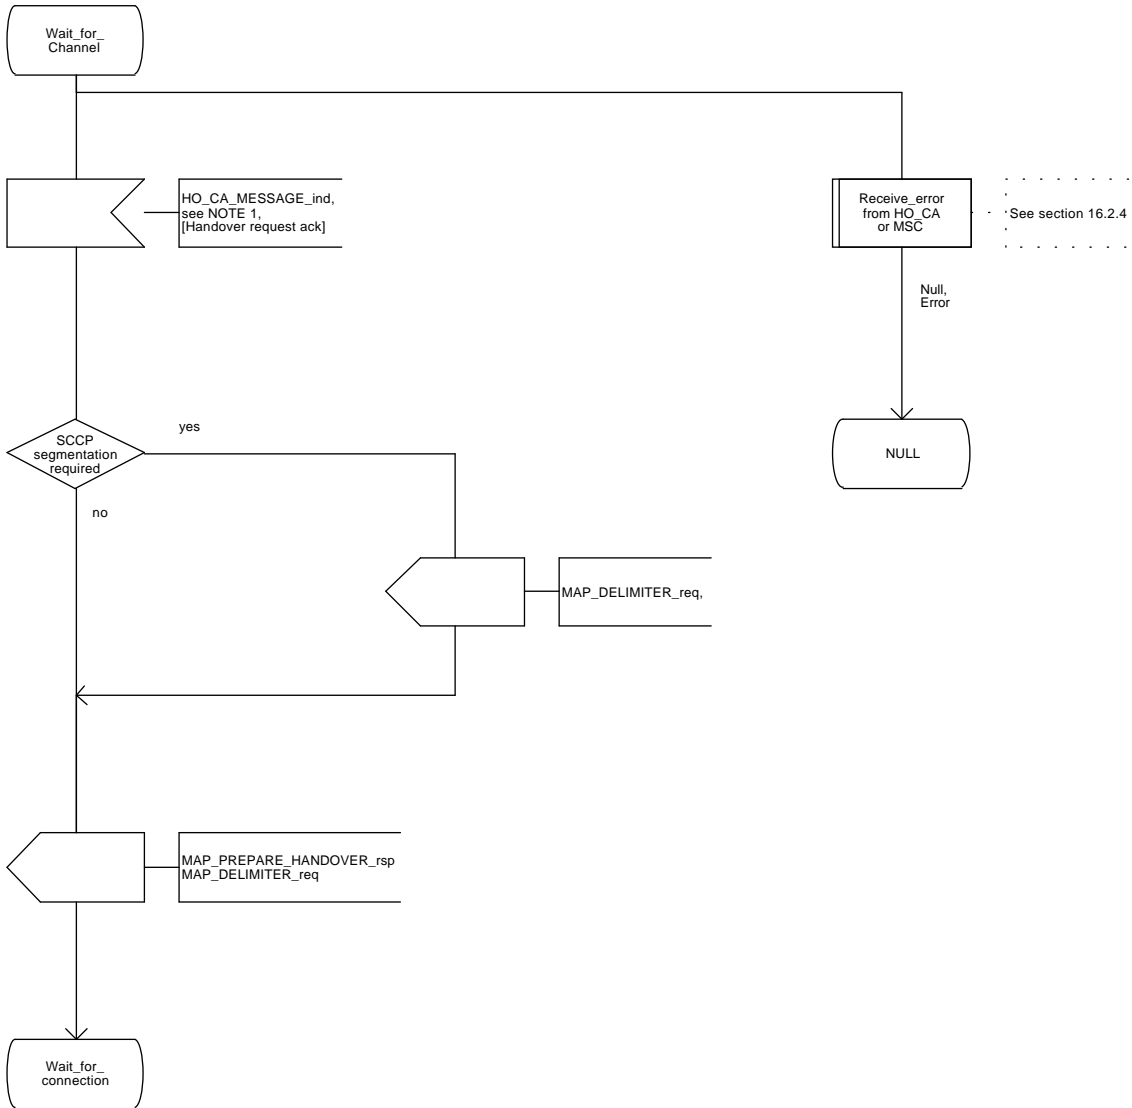 Wait_for_
Channel
HO_CA_MESSAGE_ind,
see NOTE 1,
[Handover request ack]
Receive_error
from HO_CA
or MSC
See section 16.2.4
Null,
Error
SCCP
segmentation
required
yes
NULL
no
MAP_DELIMITER_req,
MAP_PREPARE_HANDOVER_rsp
MAP_DELIMITER_req
Wait_for_
connection